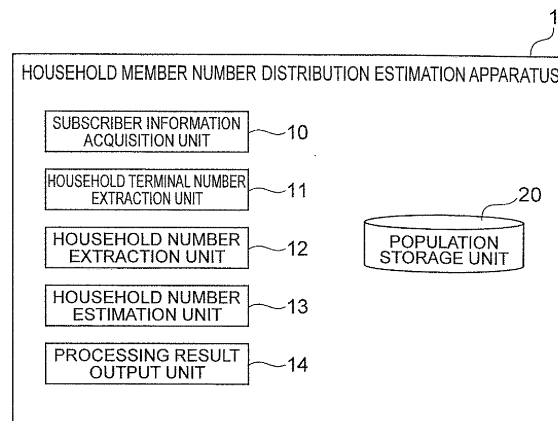 1
HOUSEHOLD MEMBER NUMBER DISTRIBUTION ESTIMATION APPARATUS
SUBSCRIBER INFORMATION
ACQUISITION UNIT
10
HOUSEHOLD TERMINAL NUMBER
EXTRACTION UNIT
11
20
HOUSEHOLD NUMBER
EXTRACTION UNIT
12
POPULATION
STORAGE UNIT
HOUSEHOLD NUMBER
ESTIMATION UNIT
13
PROCESSING RESULT
OUTPUT UNIT
14